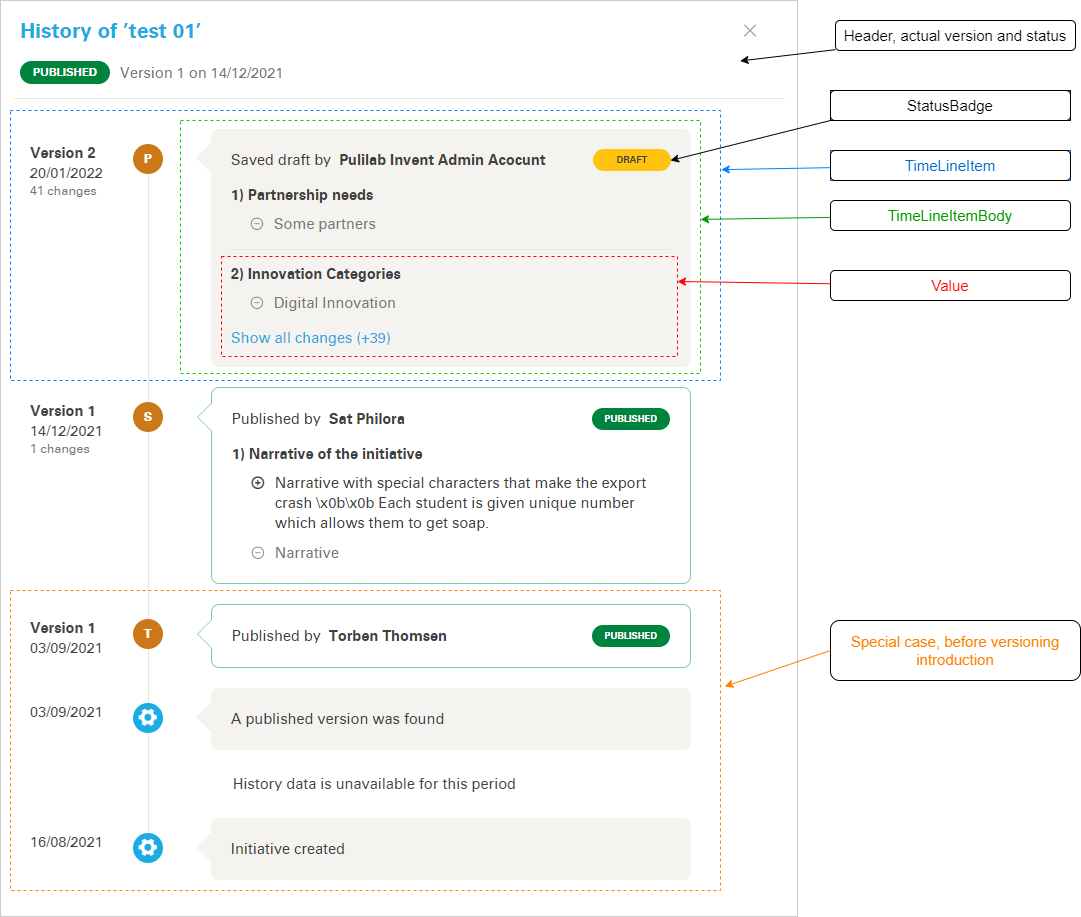 History of ’test 01’
Header, actual version and status
PUBLISHED Version 1 on 14/12/2021
StatusBadge
Version 2
20/01/2022
41 changes
P
Saved draft by Pulilab Invent Admin Acocunt
DRAFT
TimeLineItem
1) Partnership needs
Some partners
TimeLineItemBody
2) Innovation Categories
Digital Innovation
Show all changes (+39)
Value
Version 1
14/12/2021
1 changes
S
Published by Sat Philora
PUBLISHED
1) Narrative of the initiative
Narrative with special characters that make the export
crash \x0b\x0b Each student is given unique number
which allows them to get soap.
Narrative
Version 1
03/09/2021
T
Published by Torben Thomsen
PUBLISHED
Special case, before versioning
introduction
03/09/2021
A published version was found
History data is unavailable for this period
16/08/2021
Initiative created